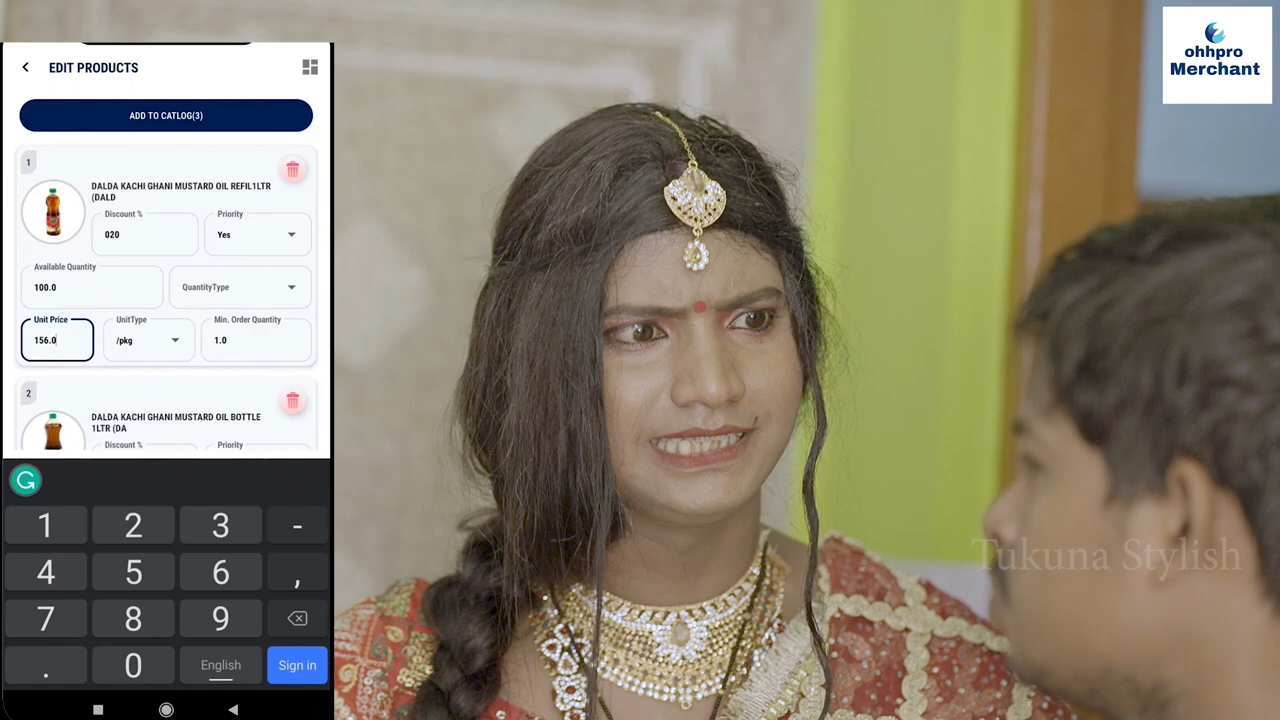 EDIT PRODUCTS
ADD TO CATLOG(3)
1
DALDA KACHI GHANI MUSTARD OIL REFIL1LTR
(DALD
Discount %
020
Priority
Yes
Available Quantity
100.0
QuantityType
Unit Price
156.0
UnitType
/pkg
Min. Order Quantity
1.0
2
DALDA KACHI GHANI MUSTARD OIL BOTTLE
1LTR (DA
Discount %
Priority
1 2 3 -
4 5 6 ,
7 8 9
. 0 English Sign in
ohhpro
Merchant
Tukuna Stylish